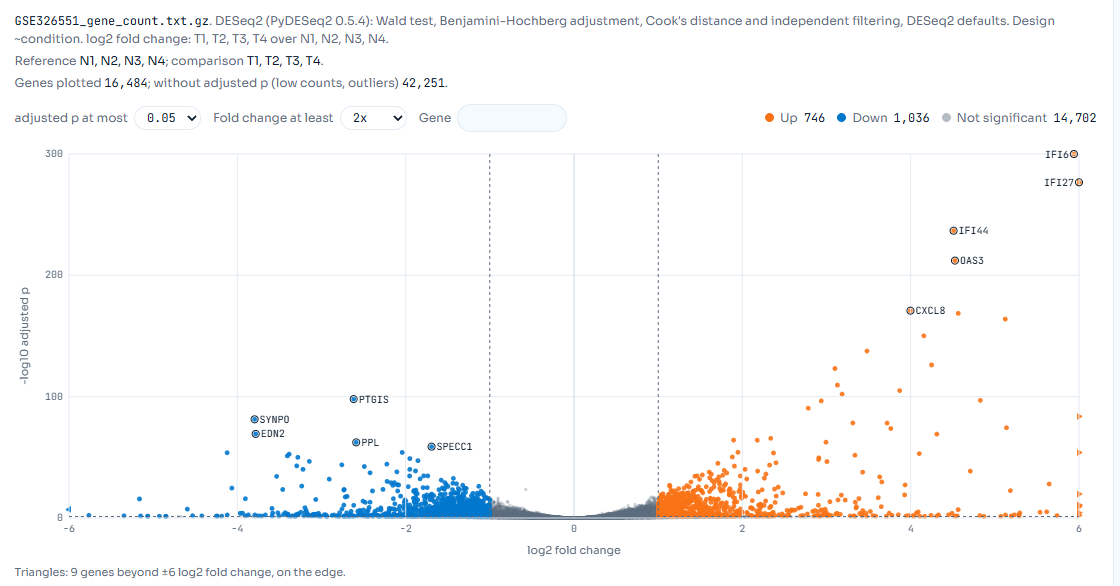 GSE326551_gene_count.txt.gz. DESeq2 (PyDESeq2 0.5.4): Wald test, Benjamini-Hochberg adjustment, Cook's distance and independent filtering, DESeq2 defaults. Design
~condition. log2 fold change: T1, T2, T3, T4 over N1, N2, N3, N4.
Reference N1, N2, N3, N4; comparison T1, T2, T3, T4.
Genes plotted 16,484; without adjusted p (low counts, outliers) 42,251.
adjusted p at most 0.05 Fold change at least 2x Gene Up 746 Down 1,036 Not significant 14,702
300
IFI6
IFI27
IFI44
200
OAS3
CXCL8
-log10 adjusted p
100
PTGIS
SYNPO
EDN2
PPL
SPECC1
0
-6 -4 -2 0 2 4 6
log2 fold change
Triangles: 9 genes beyond ±6 log2 fold change, on the edge.